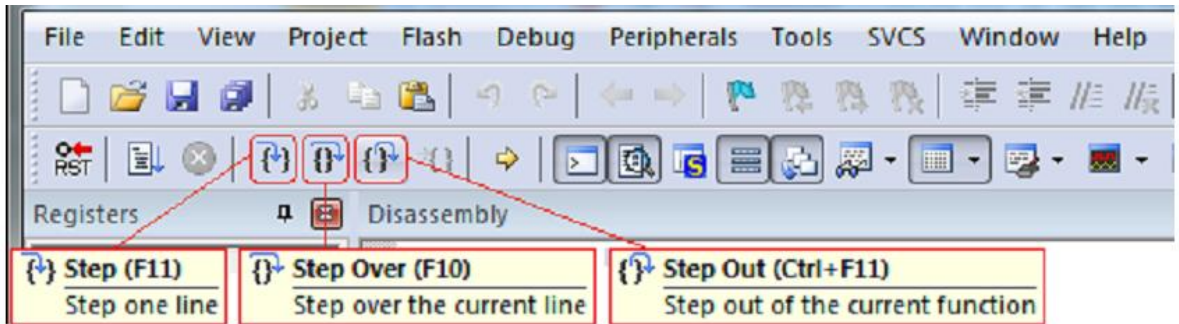 File Edit View Project Flash Debug Peripherals Tools SVCS Window Help
RST
Registers Disassembly
{} Step (F11)
Step one line
{} Step Over (F10)
Step over the current line
{} Step Out (Ctrl+F11)
Step out of the current function